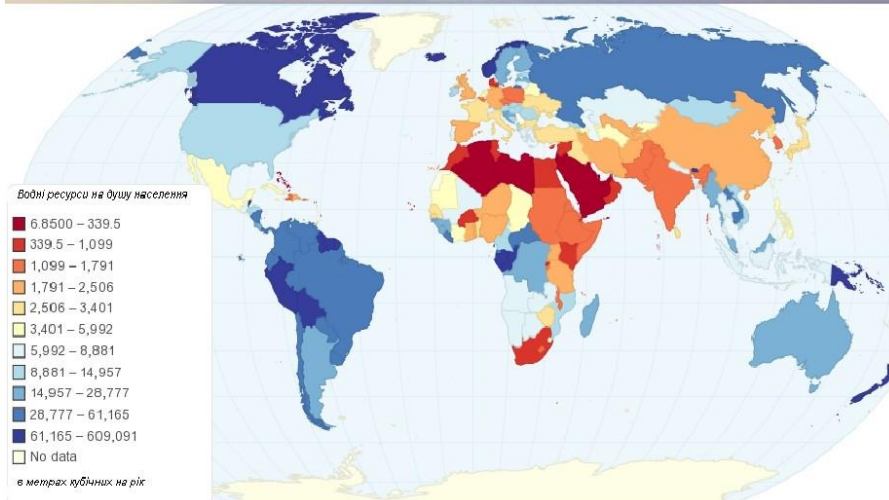 Водні ресурси на душу населення
6.8500 – 339.5
339.5 – 1,099
1,099 – 1,791
1,791 – 2,506
2,506 – 3,401
3,401 – 5,992
5,992 – 8,881
8,881 – 14,957
14,957 – 28,777
28,777 – 61,165
61,165 – 609,091
No data
в метрах кубічних на рік